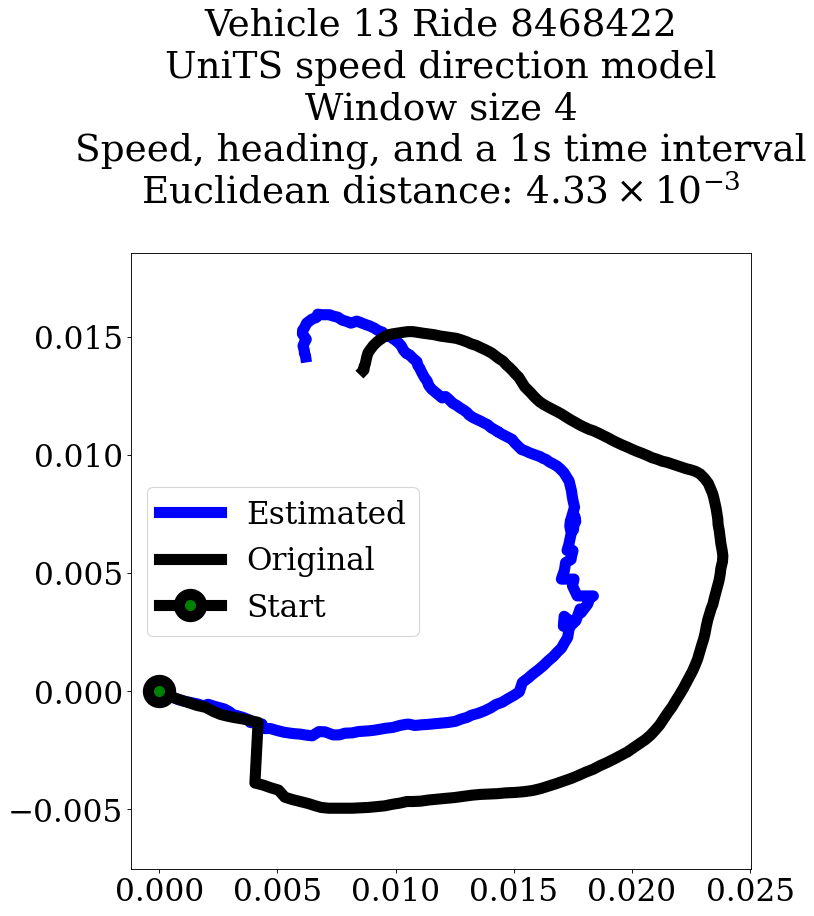 Vehicle 13 Ride 8468422
UniTS speed direction model
Window size 4
Speed, heading, and a 1s time interval
Euclidean distance: 4.33 × 10⁻³
0.015
0.010
0.005
0.000
−0.005
Estimated
Original
Start
0.000 0.005 0.010 0.015 0.020 0.025